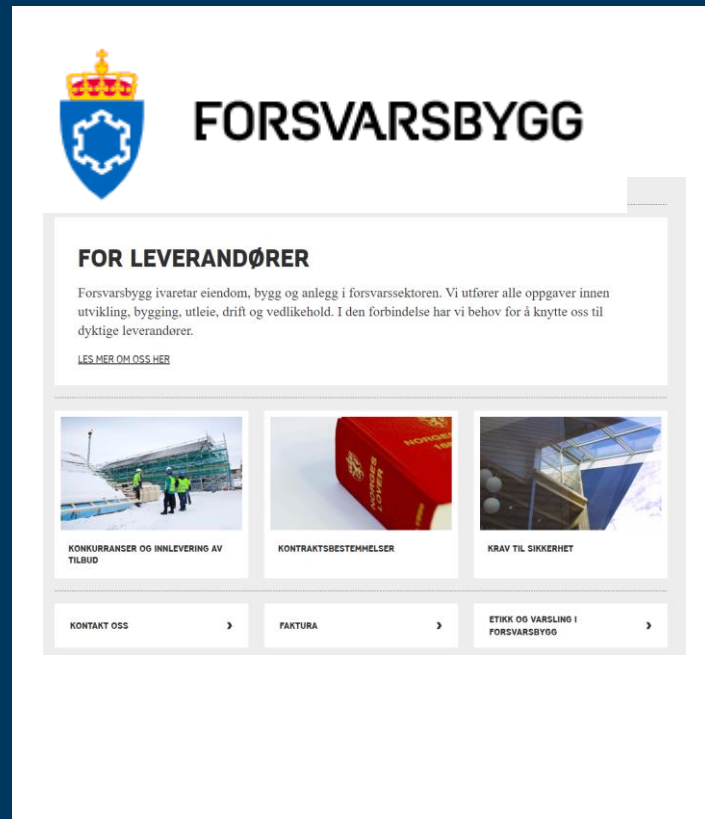 FORSVARSBYGG
FOR LEVERANDØRER
Forsvarsbygg ivaretar eiendom, bygg og anlegg i forsvarssektoren. Vi utfører alle oppgaver innen
utvikling, bygging, utleie, drift og vedlikehold. I den forbindelse har vi behov for å knytte oss til
dyktige leverandører.
LES MER OM OSS HER
NORGES
LOVER
KONKURRANSER OG INNLEVERING AV
TILBUD
KONTRAKTSBESTEMMELSER
KRAV TIL SIKKERHET
KONTAKT OSS
FAKTURA
ETIKK OG VARSLING I
FORSVARSBYGG